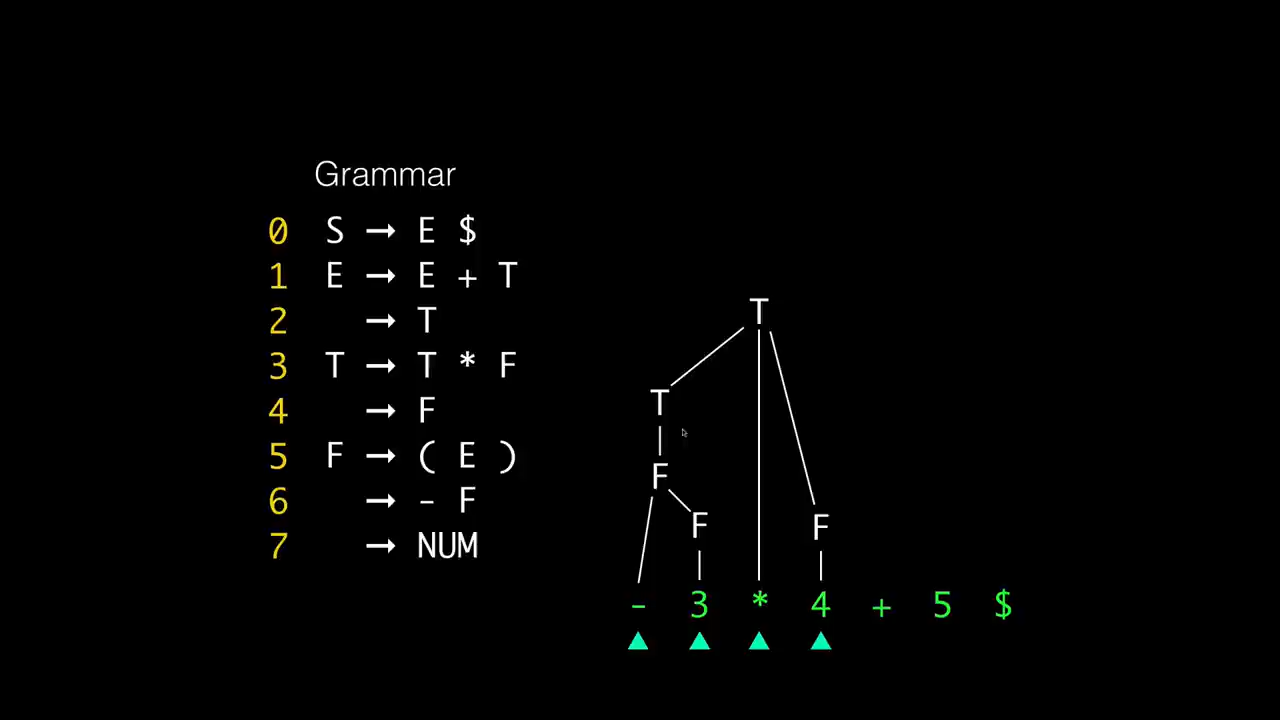 Grammar
0 S → E $
1 E → E + T
2 → T
3 T → T * F
4 → F
5 F → ( E )
6 → - F
7 → NUM
T
T
F
F F
- 3 * 4 + 5 $